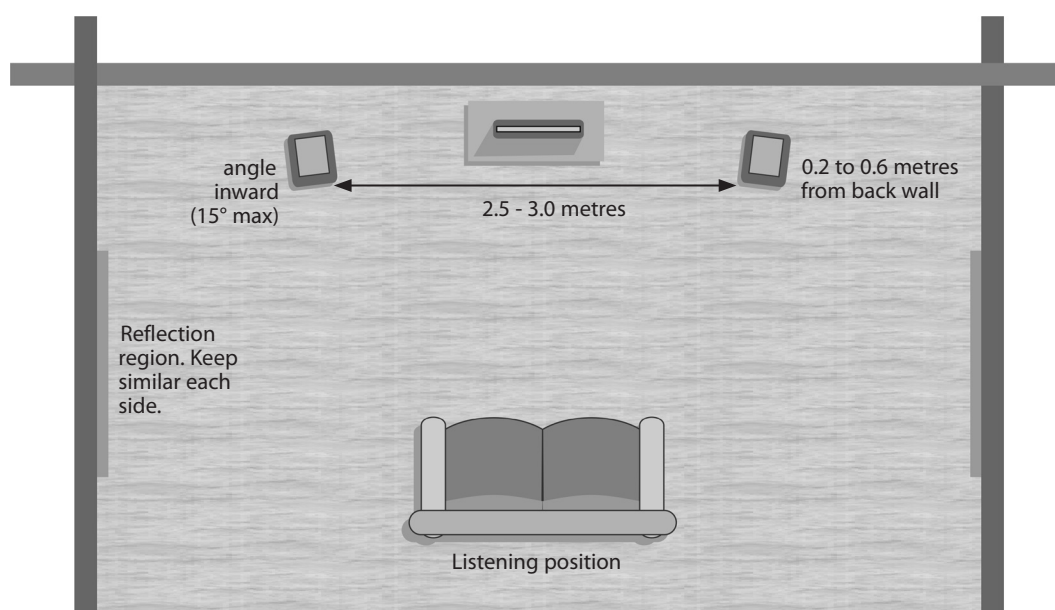 angle
inward
(15° max)
2.5 - 3.0 metres
0.2 to 0.6 metres
from back wall
Reflection
region. Keep
similar each
side.
Listening position